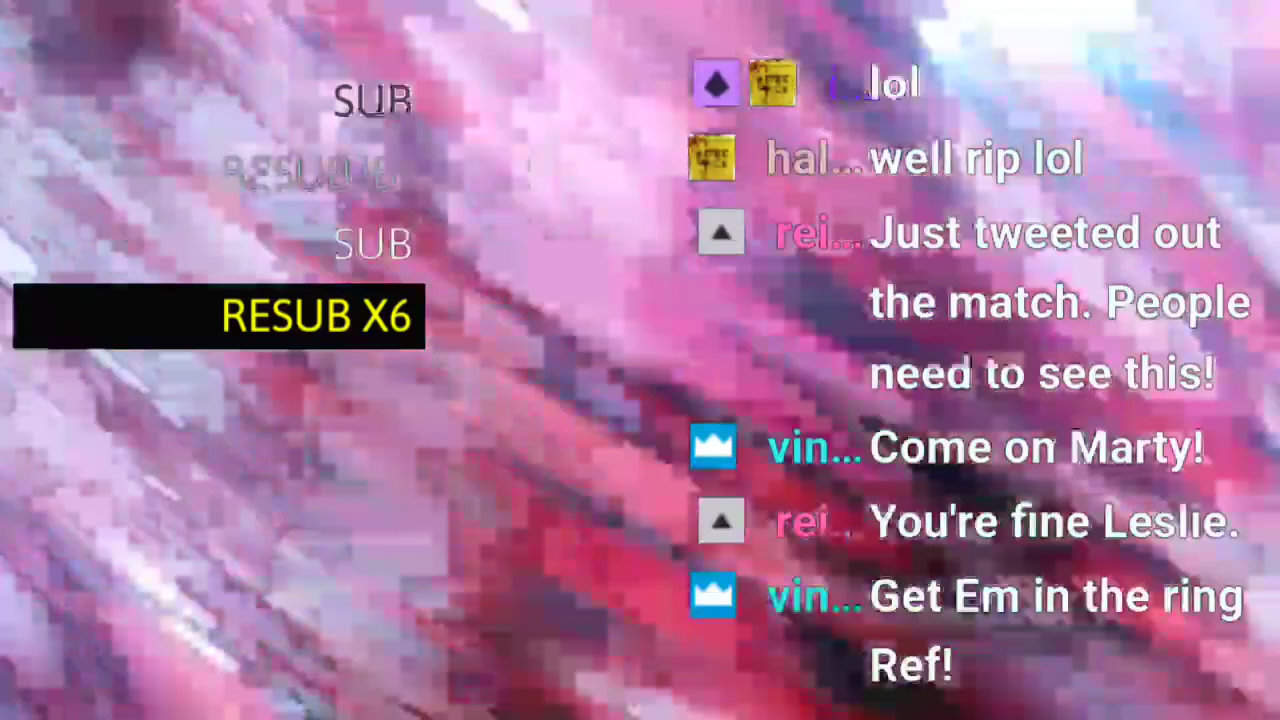 SUB
SUB
RESUB X6
lol
hal... well rip lol
rei... Just tweeted out
the match. People
need to see this!
vin... Come on Marty!
rei... You're fine Leslie.
vin... Get Em in the ring
Ref!